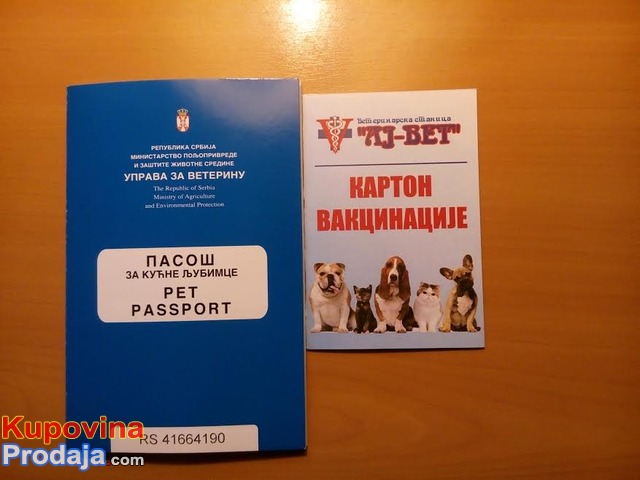 РЕПУБЛИКА СРБИЈА
МИНИСТАРСТВО ПОЉОПРИВРЕДЕ
И ЗАШТИТЕ ЖИВОТНЕ СРЕДИНЕ
УПРАВА ЗА ВЕТЕРИНУ
The Republic of Serbia
Ministry of Agriculture
and Environmental Protection
ПАСОШ
ЗА КУЋНЕ ЉУБИМЦЕ
PET
PASSPORT
RS 41664190
Ветеринарска станица
"АЈ-ВЕТ"
КАРТОН
ВАКЦИНАЦИЈЕ
Kupovina
Prodaja.com